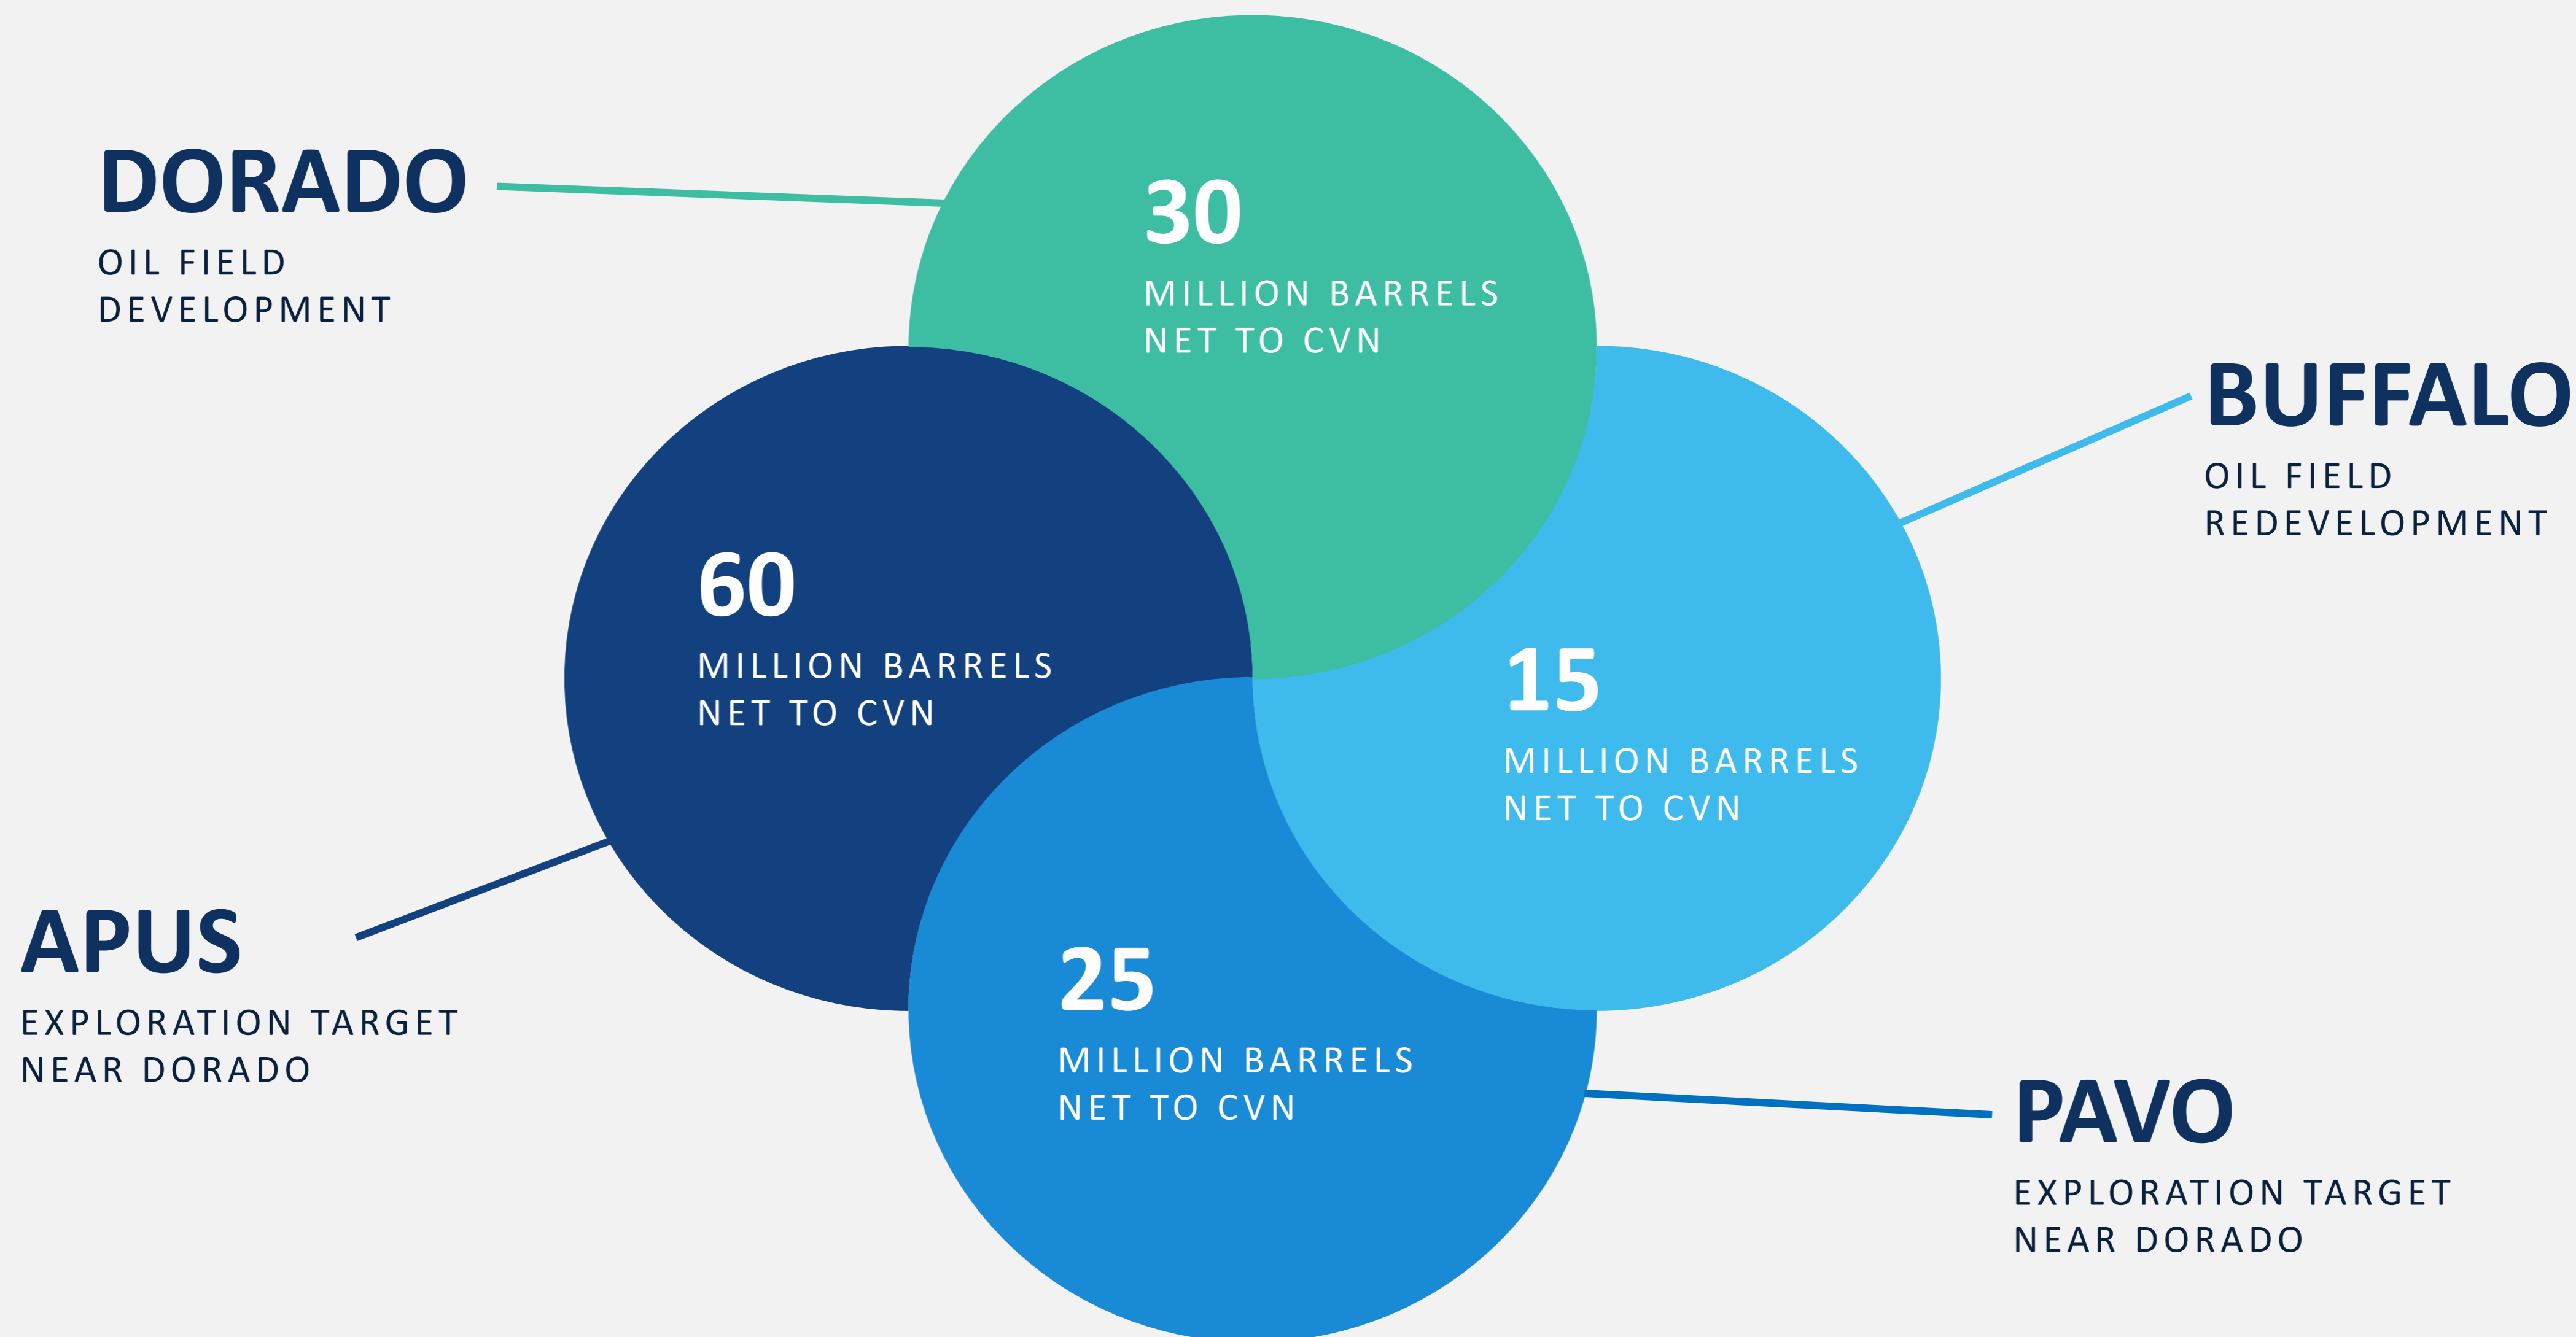 DORADO
OIL FIELD
DEVELOPMENT
30
MILLION BARRELS
NET TO CVN
BUFFALO
OIL FIELD
REDEVELOPMENT
60
MILLION BARRELS
NET TO CVN
15
MILLION BARRELS
NET TO CVN
APUS
EXPLORATION TARGET
NEAR DORADO
25
MILLION BARRELS
NET TO CVN
PAVO
EXPLORATION TARGET
NEAR DORADO